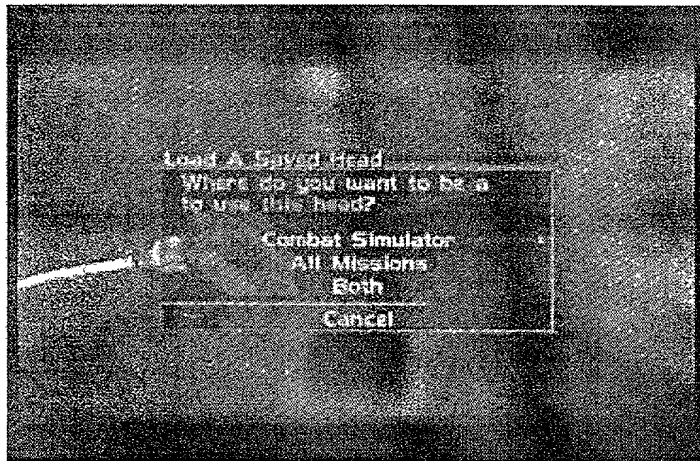 Load A Saved Head
Where do you want to be a
to use this head?
Combat Simulator
All Missions
Both
Cancel